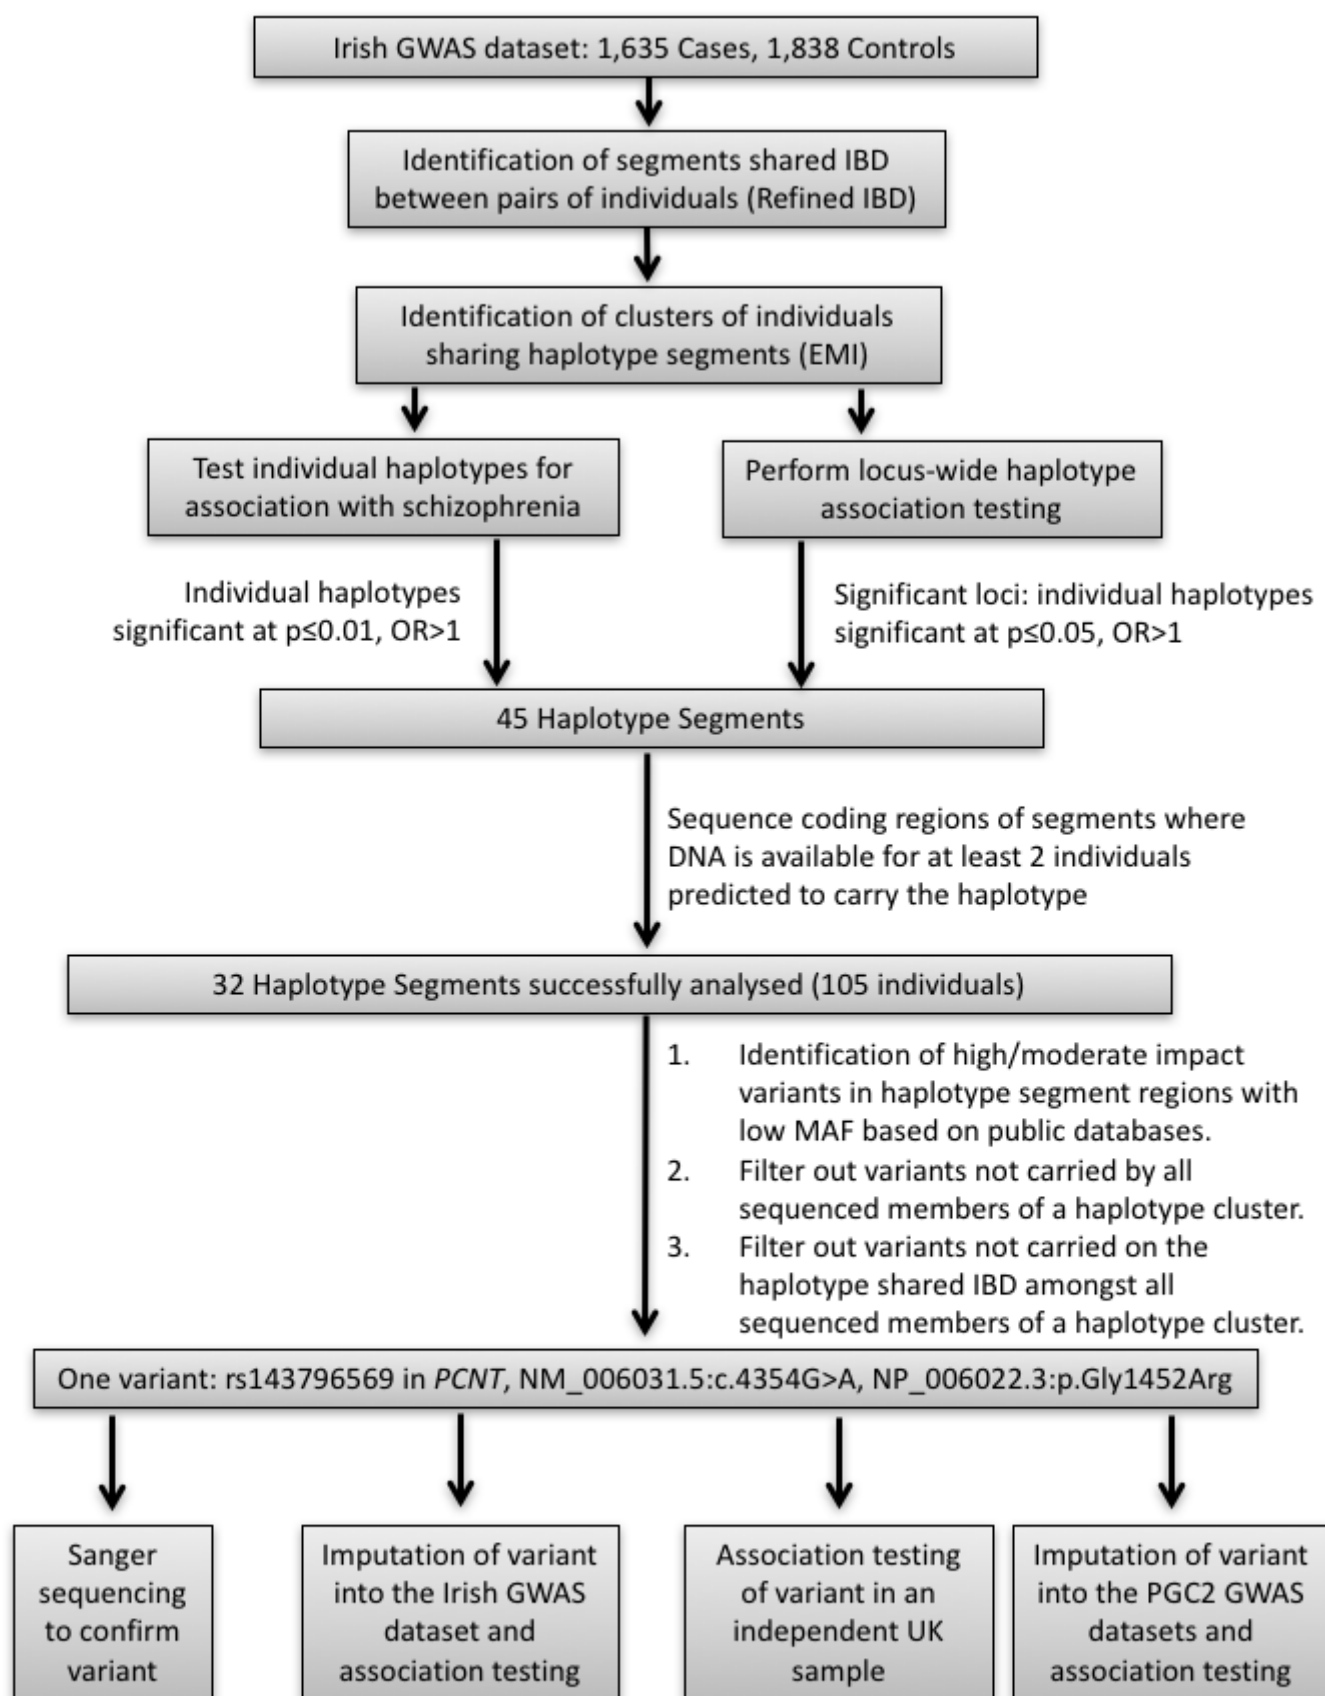 Irish GWAS dataset: 1,635 Cases, 1,838 Controls
Identification of segments shared IBD
between pairs of individuals (Refined IBD)
Identification of clusters of individuals
sharing haplotype segments (EMI)
Test individual haplotypes for
association with schizophrenia
Perform locus-wide haplotype
association testing
Individual haplotypes
significant at p≤0.01, OR>1
Significant loci: individual haplotypes
significant at p≤0.05, OR>1
45 Haplotype Segments
Sequence coding regions of segments where
DNA is available for at least 2 individuals
predicted to carry the haplotype
32 Haplotype Segments successfully analysed (105 individuals)
1. Identification of high/moderate impact
variants in haplotype segment regions with
low MAF based on public databases.
2. Filter out variants not carried by all
sequenced members of a haplotype cluster.
3. Filter out variants not carried on the
haplotype shared IBD amongst all
sequenced members of a haplotype cluster.
One variant: rs143796569 in PCNT, NM_006031.5:c.4354G>A, NP_006022.3:p.Gly1452Arg
Sanger
sequencing
to confirm
variant
Imputation of variant
into the Irish GWAS
dataset and
association testing
Association testing
of variant in an
independent UK
sample
Imputation of variant
into the PGC2 GWAS
datasets and
association testing